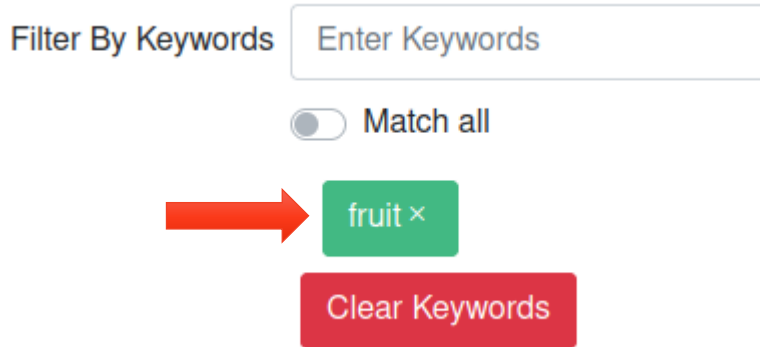 Filter By Keywords Enter Keywords
Match all
fruit ×
Clear Keywords